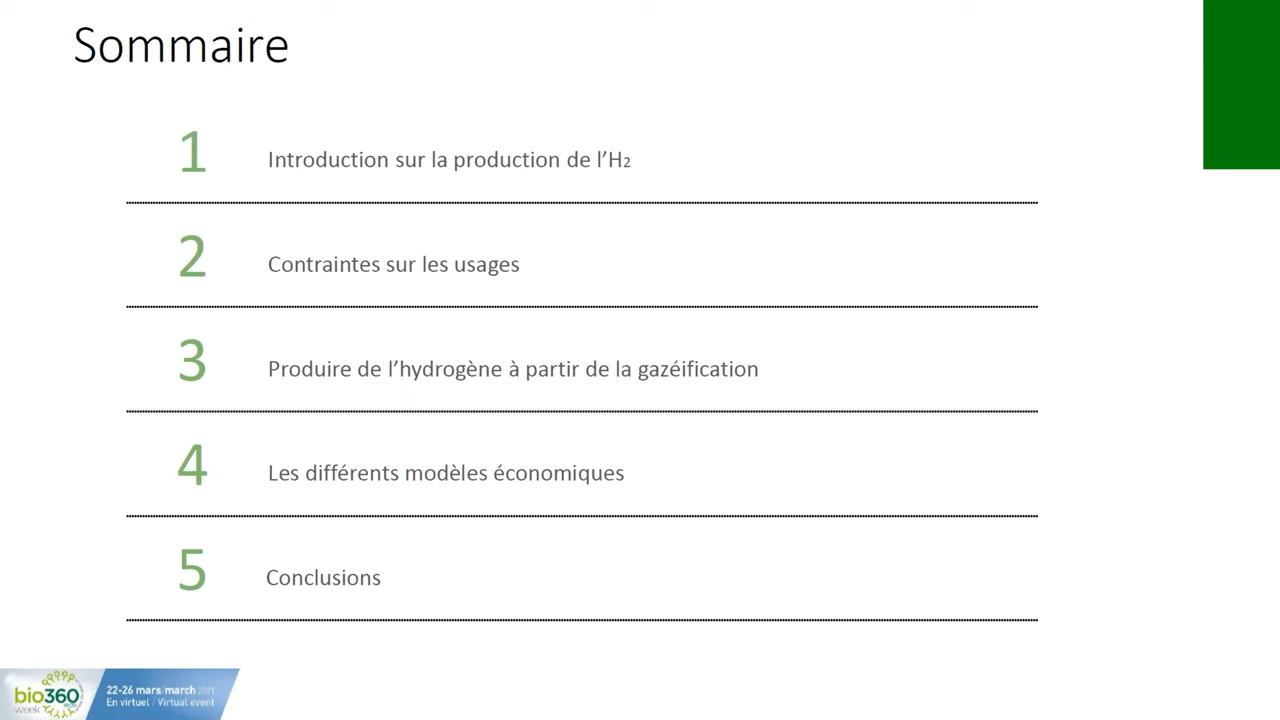 Sommaire
1 Introduction sur la production de l’H₂
2 Contraintes sur les usages
3 Produire de l’hydrogène à partir de la gazéification
4 Les différents modèles économiques
5 Conclusions
bio360
week
22-26 mars/march 2021
En virtuel / Virtual event